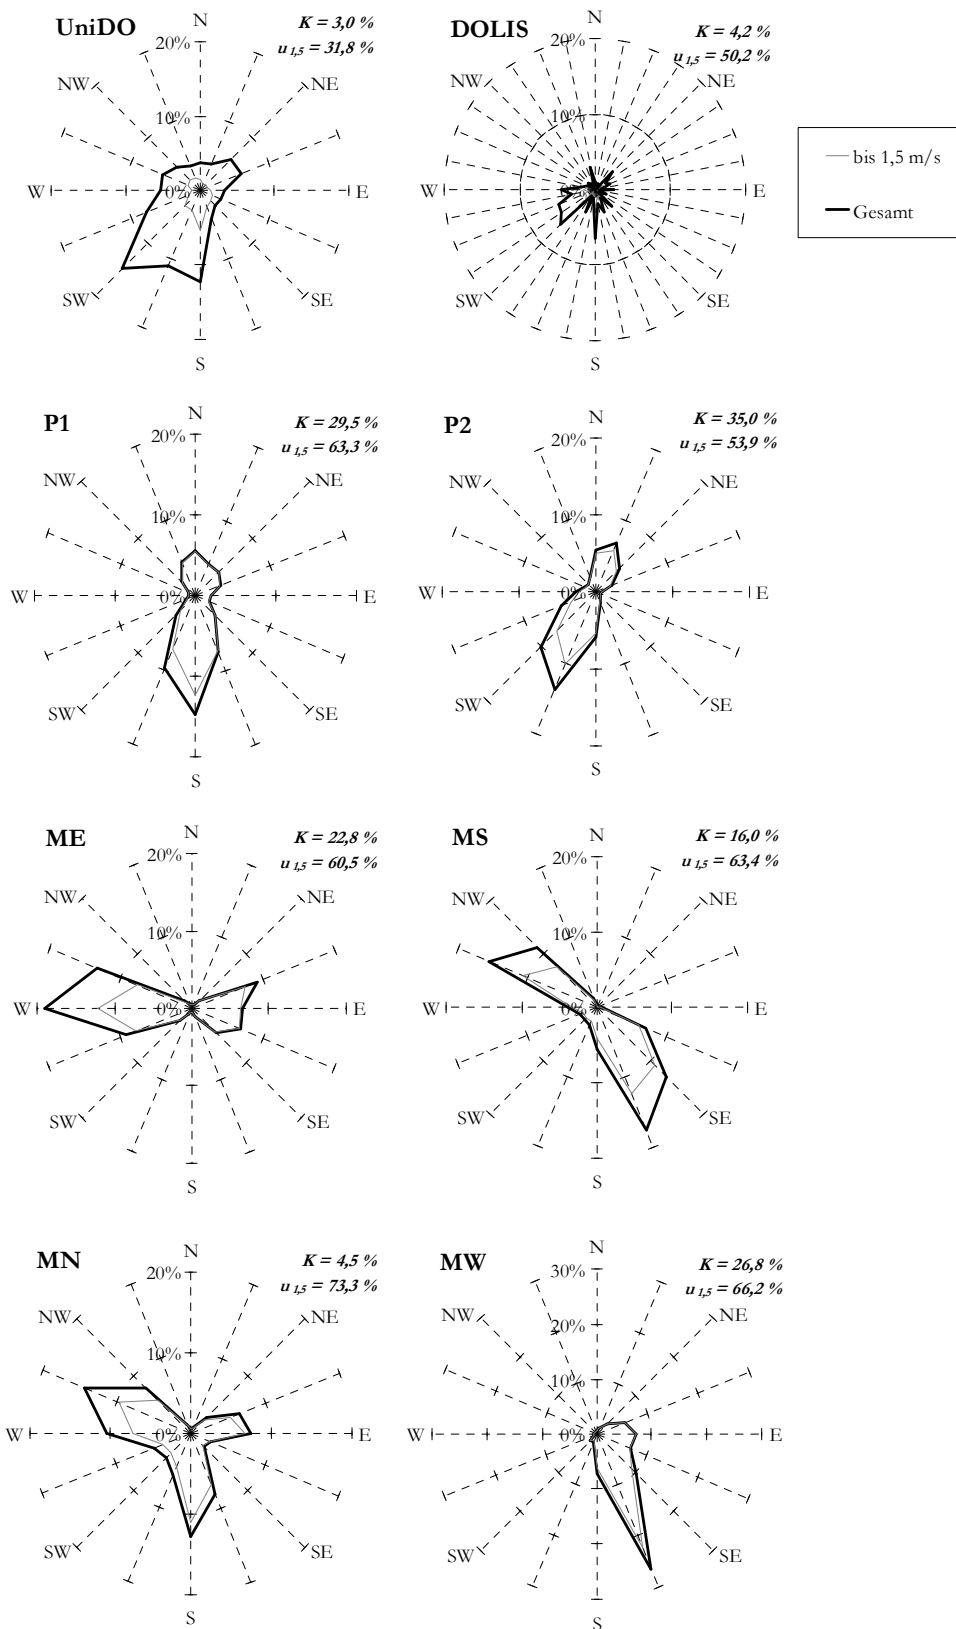 UniDO
K = 3,0 %
u 1,5 = 31,8 %
N
20%
10%
0%
NW
NE
W
E
SW
SE
S
DOLIS
K = 4,2 %
u 1,5 = 50,2 %
N
20%
10%
0%
NW
NE
W
E
SW
SE
S
bis 1,5 m/s
Gesamt
P1
K = 29,5 %
u 1,5 = 63,3 %
N
20%
10%
0%
NW
NE
W
E
SW
SE
S
P2
K = 35,0 %
u 1,5 = 53,9 %
N
20%
10%
0%
NW
NE
W
E
SW
SE
S
ME
K = 22,8 %
u 1,5 = 60,5 %
N
20%
10%
0%
NW
NE
W
E
SW
SE
S
MS
K = 16,0 %
u 1,5 = 63,4 %
N
20%
10%
0%
NW
NE
W
E
SW
SE
S
MN
K = 4,5 %
u 1,5 = 73,3 %
N
20%
10%
0%
NW
NE
W
E
SW
SE
S
MW
K = 26,8 %
u 1,5 = 66,2 %
N
30%
20%
10%
0%
NW
NE
W
E
SW
SE
S